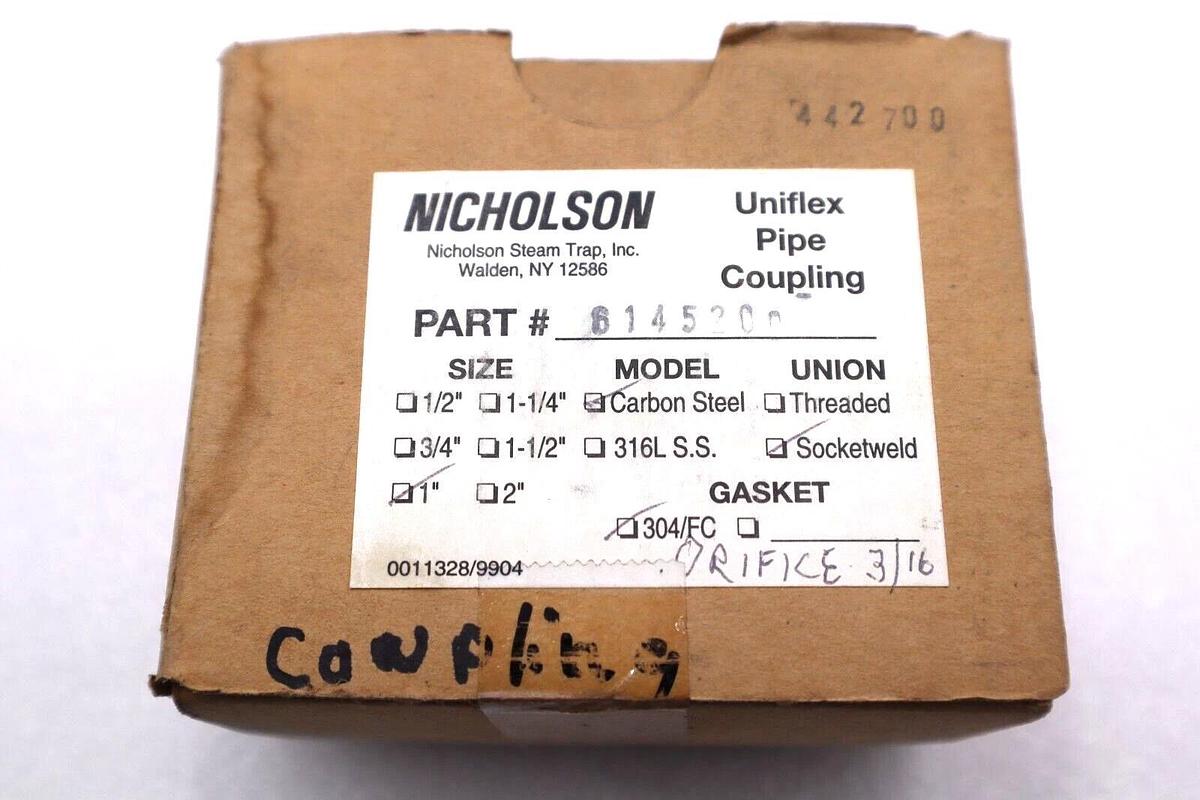 442700
NICHOLSON
Nicholson Steam Trap, Inc.
Walden, NY 12586
Uniflex
Pipe
Coupling
PART # 6145200
SIZE MODEL UNION
1/2" 1-1/4" Carbon Steel Threaded
3/4" 1-1/2" 316L S.S. Socketweld
1" 2" GASKET
304/FC
ORIFICE 3/16
0011328/9904
Coupling